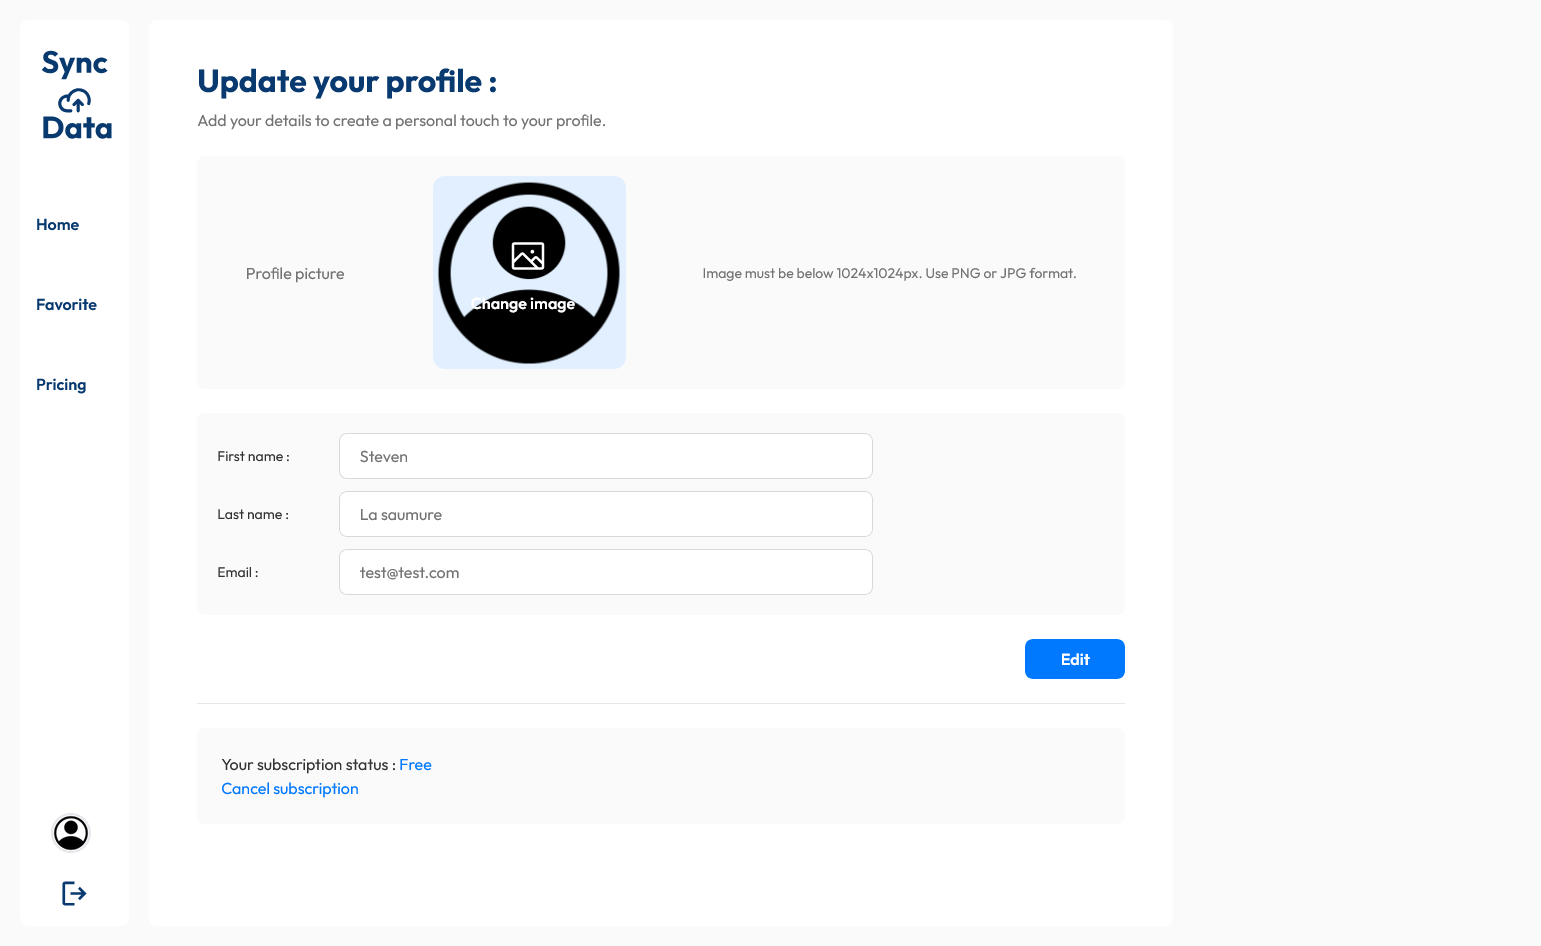 Sync
Data
Home
Favorite
Pricing
Update your profile :
Add your details to create a personal touch to your profile.
Profile picture
Change image
Image must be below 1024x1024px. Use PNG or JPG format.
First name :
Steven
Last name :
La saumure
Email :
test@test.com
Edit
Your subscription status : Free
Cancel subscription